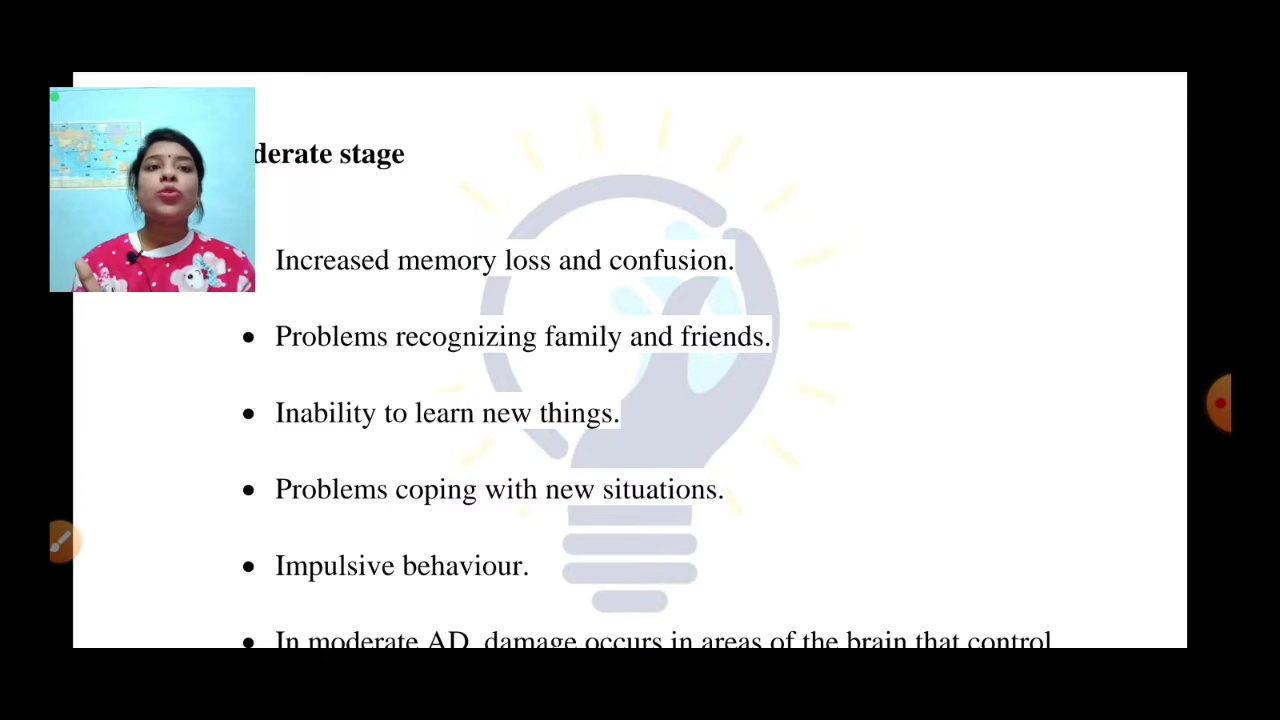 derate stage
Increased memory loss and confusion.
• Problems recognizing family and friends.
• Inability to learn new things.
• Problems coping with new situations.
• Impulsive behaviour.
• In moderate AD, damage occurs in areas of the brain that control